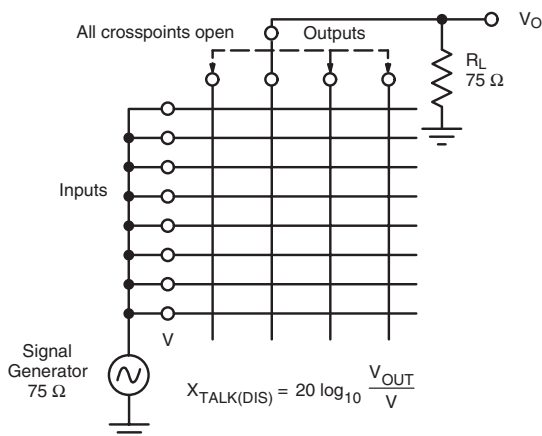 All crosspoints open
Outputs
V_O
R_L
75 Ω
Inputs
V
Signal
Generator
75 Ω
X_TALK(DIS) = 20 log_10 V_OUT / V